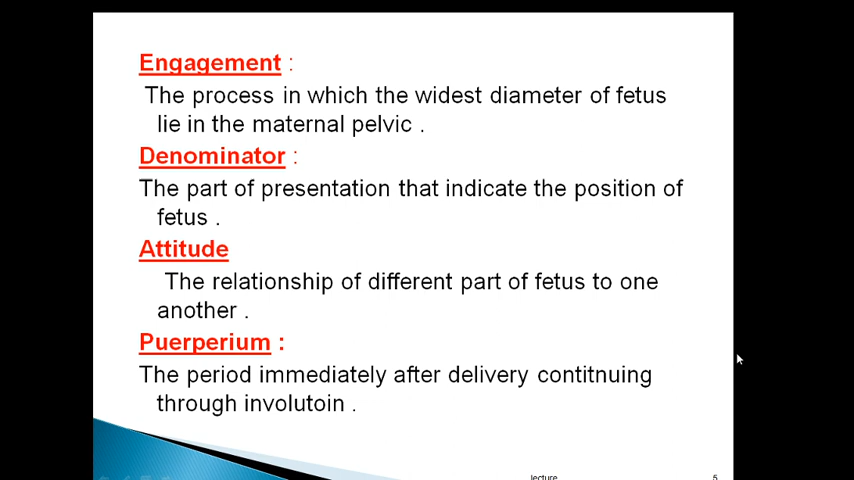 Engagement :
The process in which the widest diameter of fetus
lie in the maternal pelvic .
Denominator :
The part of presentation that indicate the position of
fetus .
Attitude
The relationship of different part of fetus to one
another .
Puerperium :
The period immediately after delivery contitnuing
through involutoin .
lecture 5